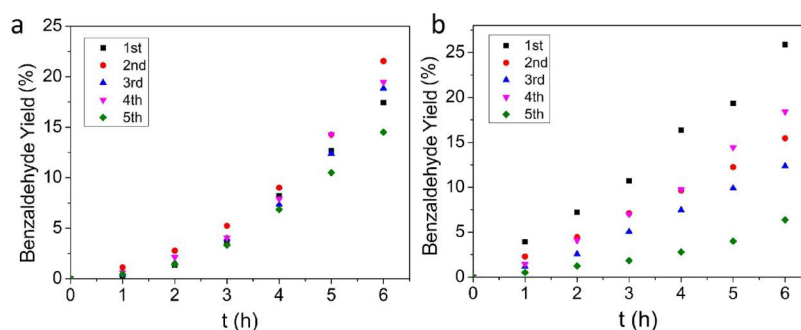 a
Benzaldehyde Yield (%)
25
20
15
10
5
0
1st
2nd
3rd
4th
5th
0 1 2 3 4 5 6
t (h)
b
Benzaldehyde Yield (%)
25
20
15
10
5
0
1st
2nd
3rd
4th
5th
0 1 2 3 4 5 6
t (h)